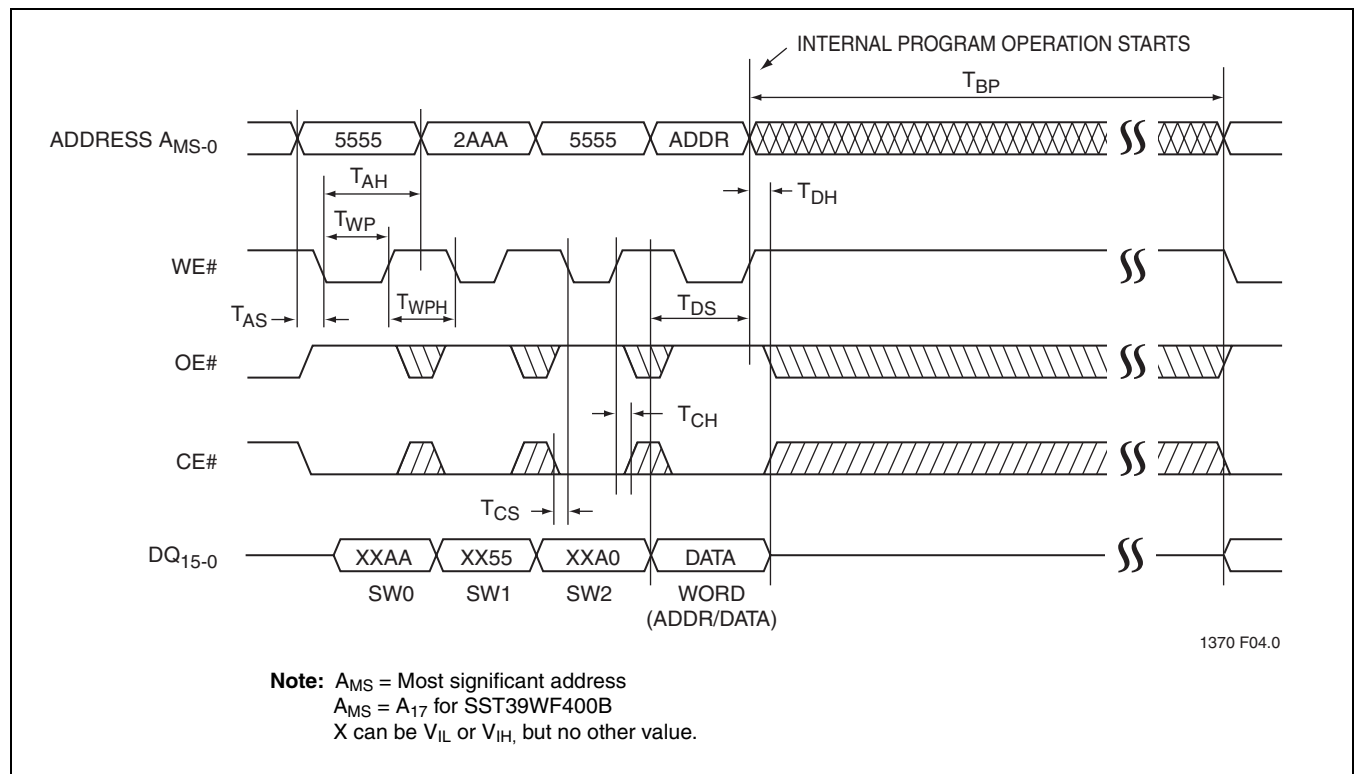 INTERNAL PROGRAM OPERATION STARTS
TBP
ADDRESS AMS-0
5555
2AAA
5555
ADDR
TAH
TDH
TWP
WE#
TWPH
TDS
TAS
OE#
TCH
CE#
TCS
DQ15-0
XXAA
XX55
XXA0
DATA
SW0
SW1
SW2
WORD
(ADDR/DATA)
1370 F04.0
Note: AMS = Most significant address
AMS = A17 for SST39WF400B
X can be VIL or VIH, but no other value.